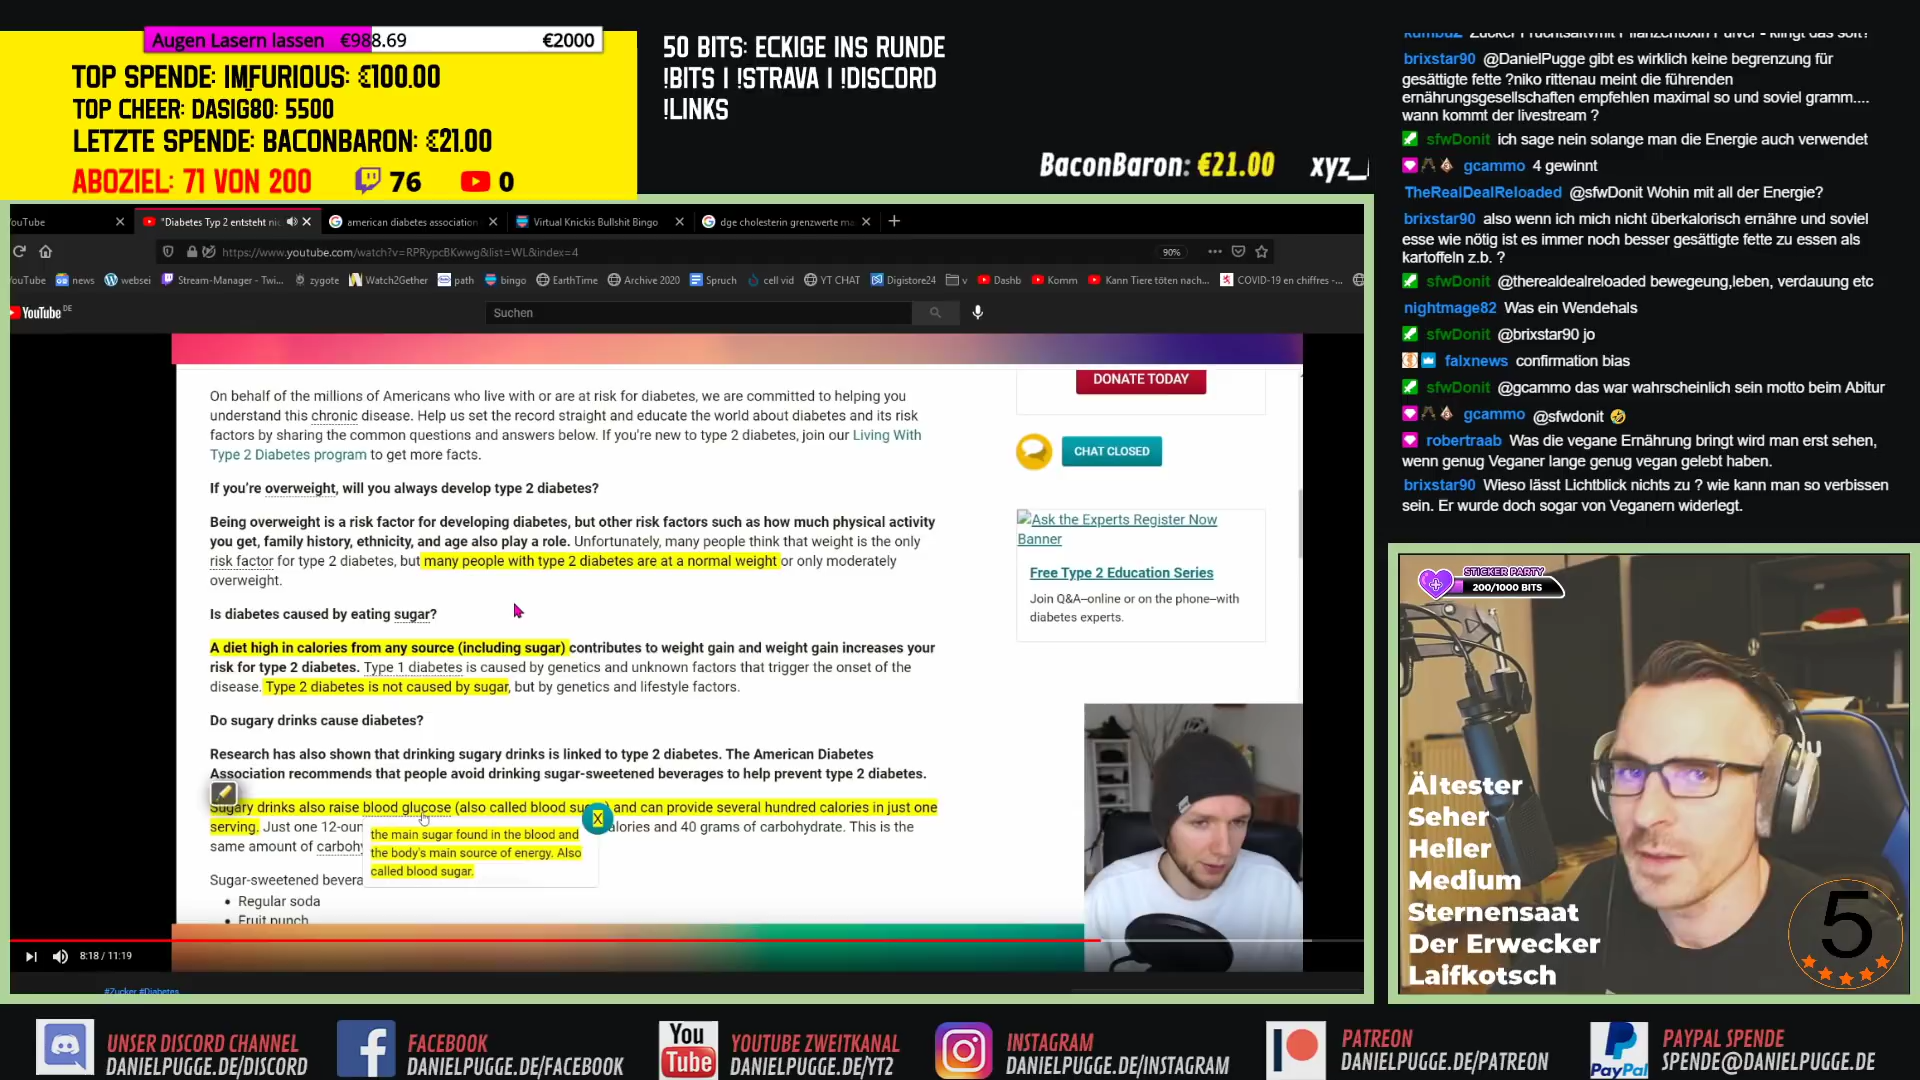 Augen Lasern lassen €988.69 €2000
TOP SPENDE: IMFURIOUS: €100.00
TOP CHEER: DASIG80: 5500
LETZTE SPENDE: BACONBARON: €21.00
ABOZIEL: 71 VON 200 76 0
50 BITS: ECKIGE INS RUNDE
!BITS | !STRAVA | !DISCORD
!LINKS
BaconBaron: €21.00 xyz_
brixstar90 @DanielPugge gibt es wirklich keine begrenzung für
gesättigte fette ?niko rittenau meint die führenden
ernährungsgesellschaften empfehlen maximal so und soviel gramm....
wann kommt der livestream ?
sfwDonit ich sage nein solange man die Energie auch verwendet
gcammo 4 gewinnt
TheRealDealReloaded @sfwDonit Wohin mit all der Energie?
brixstar90 also wenn ich mich nicht überkalorisch ernähre und soviel
esse wie nötig ist es immer noch besser gesättigte fette zu essen als
kartoffeln z.b. ?
sfwDonit @therealdealreloaded bewegeung,leben, verdauung etc
nightmage82 Was ein Wendehals
sfwDonit @brixstar90 jo
falxnews confirmation bias
sfwDonit @gcammo das war wahrscheinlich sein motto beim Abitur
gcammo @sfwdonit 🤣
robertraab Was die vegane Ernährung bringt wird man erst sehen,
wenn genug Veganer lange genug vegan gelebt haben.
brixstar90 Wieso lässt Lichtblick nichts zu ? wie kann man so verbissen
sein. Er wurde doch sogar von Veganern widerlegt.
ouTube "Diabetes Typ 2 entsteht nic american diabetes association Virtual Knickis Bullshit Bingo dge cholesterin grenzwerte ma
https://www.youtube.com/watch?v=RPRypcBKwwg&list=WL&index=4 90%
ouTube news websei Stream-Manager - Twi... zygote Watch2Gether path bingo EarthTime Archive 2020 Spruch cell vid YT CHAT Digistore24 v Dashb Komm Kann Tiere töten nach... COVID-19 en chiffres -...
YouTube DE Suchen
On behalf of the millions of Americans who live with or are at risk for diabetes, we are committed to helping you
understand this chronic disease. Help us set the record straight and educate the world about diabetes and its risk
factors by sharing the common questions and answers below. If you're new to type 2 diabetes, join our Living With
Type 2 Diabetes program to get more facts.
If you're overweight, will you always develop type 2 diabetes?
Being overweight is a risk factor for developing diabetes, but other risk factors such as how much physical activity
you get, family history, ethnicity, and age also play a role. Unfortunately, many people think that weight is the only
risk factor for type 2 diabetes, but many people with type 2 diabetes are at a normal weight or only moderately
overweight.
Is diabetes caused by eating sugar?
A diet high in calories from any source (including sugar) contributes to weight gain and weight gain increases your
risk for type 2 diabetes. Type 1 diabetes is caused by genetics and unknown factors that trigger the onset of the
disease. Type 2 diabetes is not caused by sugar, but by genetics and lifestyle factors.
Do sugary drinks cause diabetes?
Research has also shown that drinking sugary drinks is linked to type 2 diabetes. The American Diabetes
Association recommends that people avoid drinking sugar-sweetened beverages to help prevent type 2 diabetes.
Sugary drinks also raise blood glucose (also called blood and can provide several hundred calories in just one
serving. Just one 12-oun alories and 40 grams of carbohydrate. This is the
same amount of carbohy
the main sugar found in the blood and
the body's main source of energy. Also
called blood sugar.
X
Sugar-sweetened bevera
• Regular soda
• Fruit punch
DONATE TODAY
CHAT CLOSED
Ask the Experts Register Now
Banner
Free Type 2 Education Series
Join Q&A–online or on the phone–with
diabetes experts.
8:18 / 11:19
#Zucker #Diabetes
STICKER PARTY
200/1000 BITS
Ältester
Seher
Heiler
Medium
Sternensaat
Der Erwecker
Laifkotsch
5
UNSER DISCORD CHANNEL
DANIELPUGGE.DE/DISCORD
FACEBOOK
DANIELPUGGE.DE/FACEBOOK
You
Tube
YOUTUBE ZWEITKANAL
DANIELPUGGE.DE/YT2
INSTAGRAM
DANIELPUGGE.DE/INSTAGRAM
PATREON
DANIELPUGGE.DE/PATREON
PayPal
PAYPAL SPENDE
SPENDE@DANIELPUGGE.DE